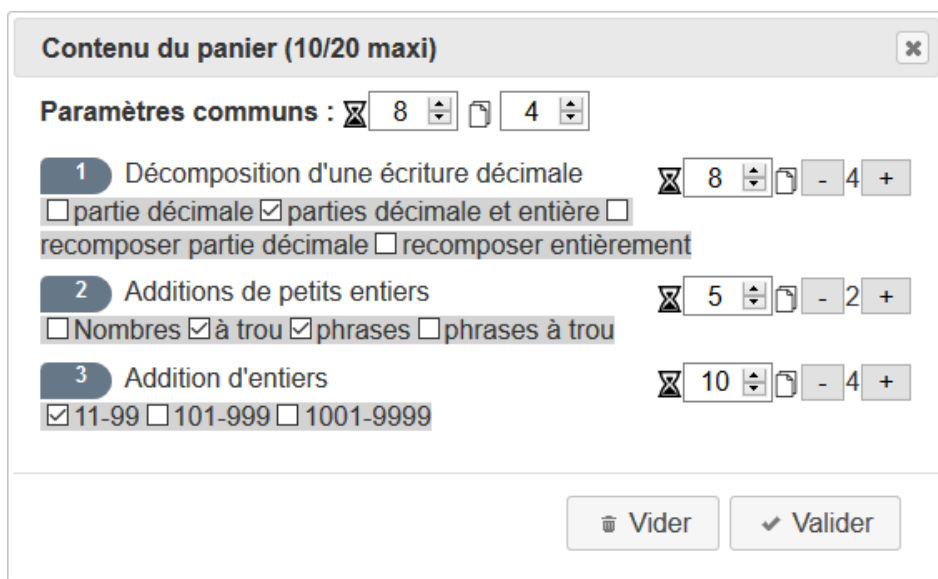 Contenu du panier (10/20 maxi)
Paramètres communs : 8 4
1 Décomposition d'une écriture décimale 8 - 4 +
partie décimale parties décimale et entière
recomposer partie décimale recomposer entièrement
2 Additions de petits entiers 5 - 2 +
Nombres à trou phrases phrases à trou
3 Addition d'entiers 10 - 4 +
11-99 101-999 1001-9999
Vider Valider